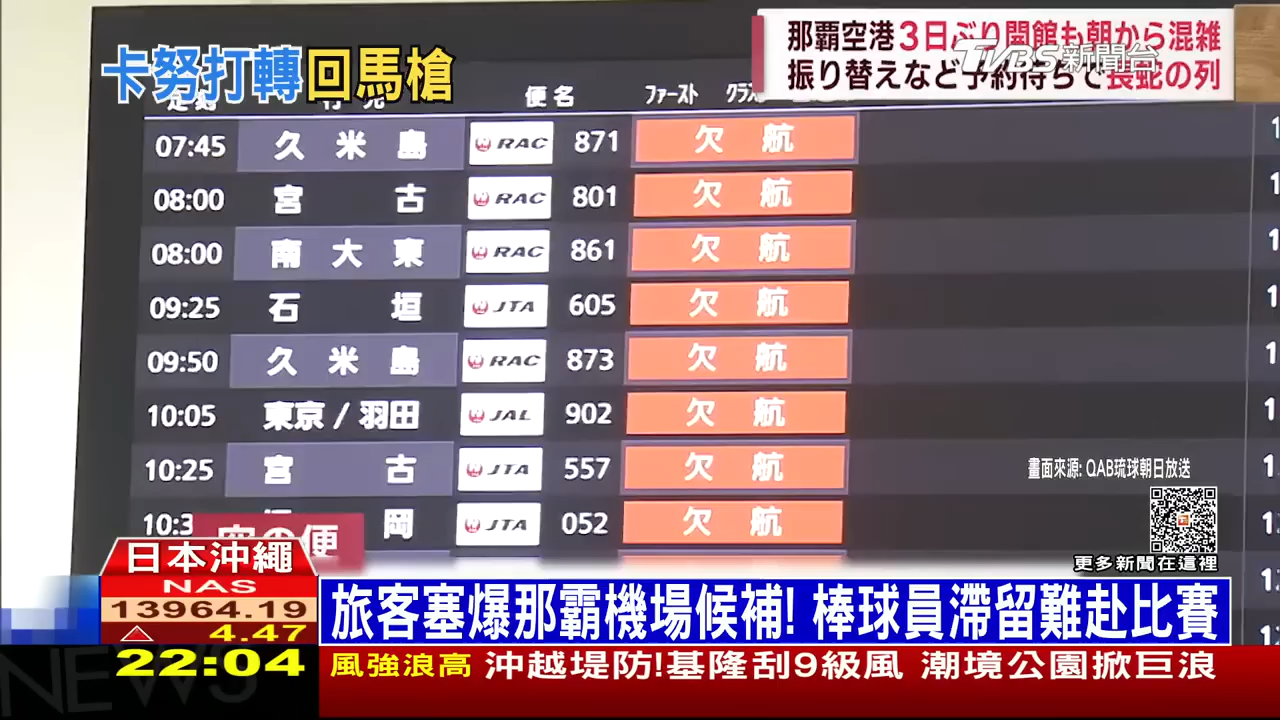 卡努打轉回馬槍
那覇空港3日ぶり開館も朝から混雑
振り替えなど予約待ちで長蛇の列
TVBS新聞台
便名 ファースト
07:45 久米島 RAC 871 欠航
08:00 宮古 RAC 801 欠航
08:00 南大東 RAC 861 欠航
09:25 石垣 JTA 605 欠航
09:50 久米島 RAC 873 欠航
10:05 東京/羽田 JAL 902 欠航
10:25 宮古 JTA 557 欠航
10:3 岡 JTA 052 欠航
空の便
畫面來源: QAB琉球朝日放送
更多新聞在這裡
日本沖繩
NAS
13964.19
4.47
22:04
旅客塞爆那霸機場候補! 棒球員滯留難赴比賽
風強浪高 沖越堤防!基隆刮9級風 潮境公園掀巨浪
NEWS